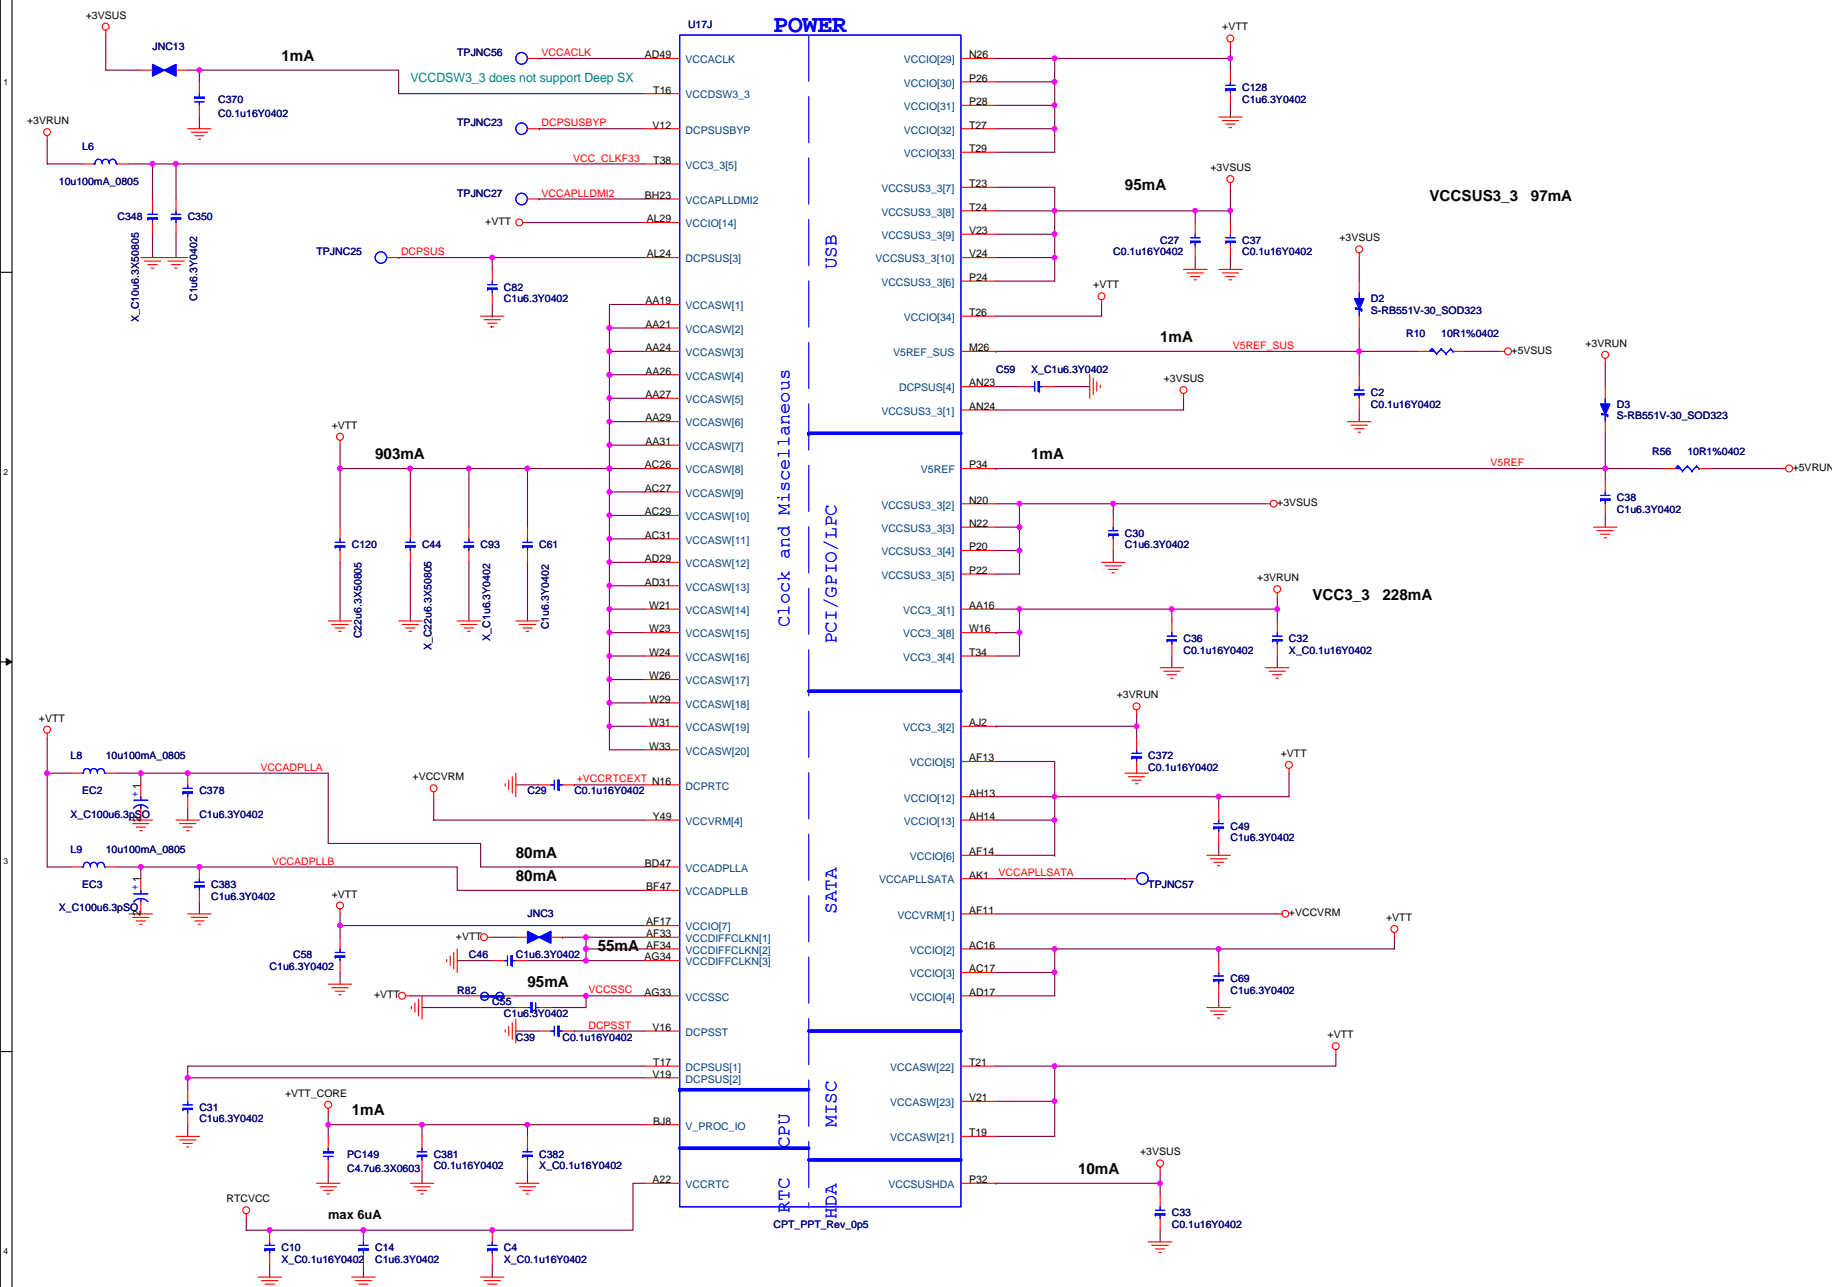 POWER
U17J
+3VSUS
JNC13
1mA
C370
C0.1u16Y0402
TPJNC56
VCCACLK
AD49
VCCACLK
VCCDSW3_3 does not support Deep SX
T16
VCCDSW3_3
TPJNC23
DCPSUSBYP
V12
DCPSUSBYP
+3VRUN
L6
10u100mA_0805
VCC_CLKF33
T38
VCC3_3[5]
C348
X_C10u6.3X50805
C350
C1u6.3Y0402
TPJNC27
VCCAPLLDMI2
BH23
VCCAPLLDMI2
+VTT
AL29
VCCIO[14]
TPJNC25
DCPSUS
AL24
DCPSUS[3]
C82
C1u6.3Y0402
AA19
VCCASW[1]
AA21
VCCASW[2]
AA24
VCCASW[3]
AA26
VCCASW[4]
AA27
VCCASW[5]
AA29
VCCASW[6]
AA31
VCCASW[7]
+VTT
903mA
AC26
VCCASW[8]
AC27
VCCASW[9]
AC29
VCCASW[10]
AC31
VCCASW[11]
AD29
VCCASW[12]
AD31
VCCASW[13]
W21
VCCASW[14]
W23
VCCASW[15]
W24
VCCASW[16]
W26
VCCASW[17]
W29
VCCASW[18]
W31
VCCASW[19]
W33
VCCASW[20]
C120
C22u6.3X50805
C44
X_C22u6.3X50805
C93
X_C1u6.3Y0402
C61
C1u6.3Y0402
+VTT
L8
10u100mA_0805
VCCADPLLA
EC2
+ 1
X_C100u6.3pSO
C378
C1u6.3Y0402
L9
10u100mA_0805
VCCADPLLB
EC3
+ 1
X_C100u6.3pSO
C383
C1u6.3Y0402
+VCCVRM
C29
+VCCRTCEXT
C0.1u16Y0402
N16
DCPRTC
Y49
VCCVRM[4]
80mA
BD47
VCCADPLLA
80mA
BF47
VCCADPLLB
+VTT
C58
C1u6.3Y0402
AF17
VCCIO[7]
JNC3
+VTT
AF33
VCCDIFFCLKN[1]
AF34
VCCDIFFCLKN[2]
AG34
VCCDIFFCLKN[3]
55mA
C46
C1u6.3Y0402
95mA
+VTT
R82
VCCSSC
AG33
VCCSSC
C55
C1u6.3Y0402
C39
DCPSST
C0.1u16Y0402
V16
DCPSST
T17
DCPSUS[1]
V19
DCPSUS[2]
C31
C1u6.3Y0402
+VTT_CORE
1mA
BJ8
V_PROC_IO
PC149
C4.7u6.3X0603
C381
C0.1u16Y0402
C382
X_C0.1u16Y0402
RTCVCC
max 6uA
A22
VCCRTC
C10
X_C0.1u16Y0402
C14
C1u6.3Y0402
C4
X_C0.1u16Y0402
Clock and Miscellaneous
CPU
RTC
USB
PCI/GPIO/LPC
SATA
MISC
HDA
CPT_PPT_Rev_0p5
VCCIO[29]
N26
VCCIO[30]
P26
VCCIO[31]
P28
VCCIO[32]
T27
VCCIO[33]
T29
+VTT
C128
C1u6.3Y0402
VCCSUS3_3[7]
T23
VCCSUS3_3[8]
T24
VCCSUS3_3[9]
V23
VCCSUS3_3[10]
V24
VCCSUS3_3[6]
P24
95mA
+3VSUS
C27
C0.1u16Y0402
C37
C0.1u16Y0402
VCCSUS3_3 97mA
VCCIO[34]
T26
+VTT
V5REF_SUS
M26
1mA
V5REF_SUS
+3VSUS
D2
S-RB551V-30_SOD323
R10
10R1%0402
+5VSUS
C2
C0.1u16Y0402
DCPSUS[4]
AN23
C59
X_C1u6.3Y0402
VCCSUS3_3[1]
AN24
+3VSUS
V5REF
P34
1mA
V5REF
+3VRUN
D3
S-RB551V-30_SOD323
R56
10R1%0402
+5VRUN
C38
C1u6.3Y0402
VCCSUS3_3[2]
N20
VCCSUS3_3[3]
N22
VCCSUS3_3[4]
P20
VCCSUS3_3[5]
P22
+3VSUS
C30
C1u6.3Y0402
VCC3_3[1]
AA16
VCC3_3[8]
W16
VCC3_3[4]
T34
+3VRUN
VCC3_3 228mA
C36
C0.1u16Y0402
C32
X_C0.1u16Y0402
VCC3_3[2]
AJ2
+3VRUN
C372
C0.1u16Y0402
VCCIO[5]
AF13
VCCIO[12]
AH13
VCCIO[13]
AH14
VCCIO[6]
AF14
+VTT
C49
C1u6.3Y0402
VCCAPLLSATA
AK1
VCCAPLLSATA
TPJNC57
VCCVRM[1]
AF11
+VCCVRM
VCCIO[2]
AC16
VCCIO[3]
AC17
VCCIO[4]
AD17
+VTT
C69
C1u6.3Y0402
VCCASW[22]
T21
VCCASW[23]
V21
VCCASW[21]
T19
+VTT
VCCSUSHDA
P32
10mA
+3VSUS
C33
C0.1u16Y0402
1
2
3
4